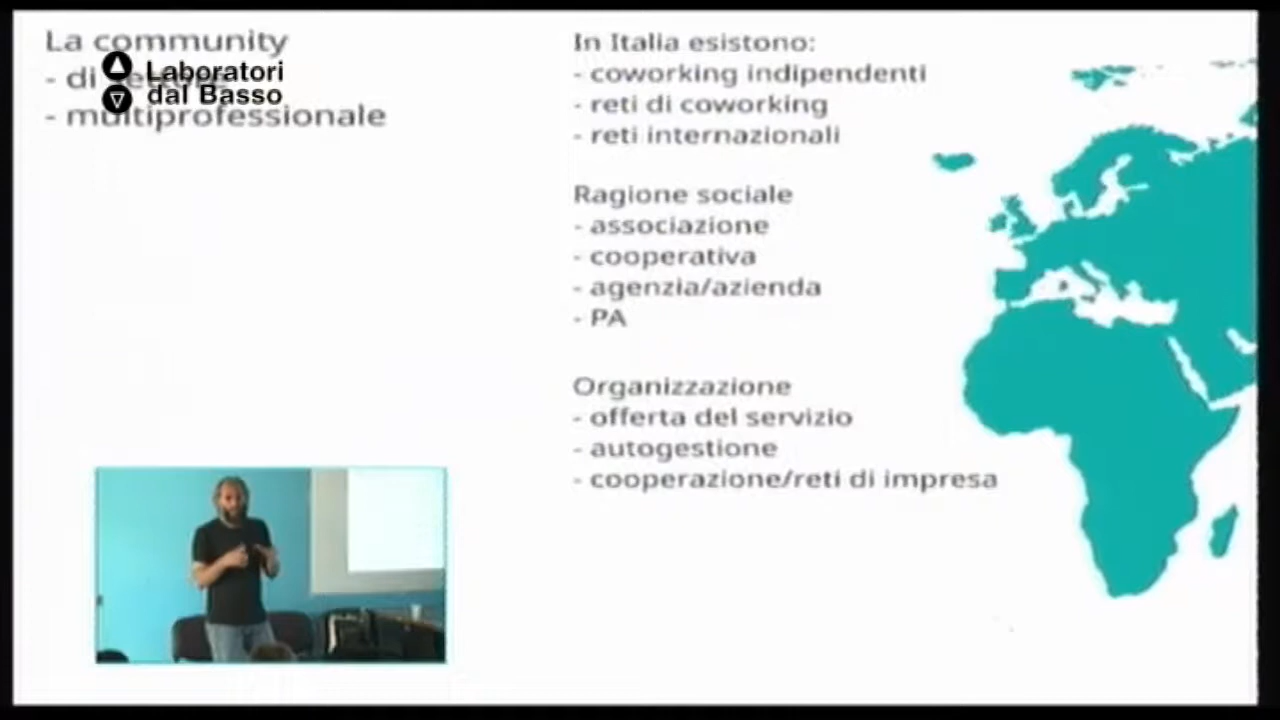 La community
- di
- multiprofessionale
Laboratori
dal Basso
In Italia esistono:
- coworking indipendenti
- reti di coworking
- reti internazionali
Ragione sociale
- associazione
- cooperativa
- agenzia/azienda
- PA
Organizzazione
- offerta del servizio
- autogestione
- cooperazione/reti di impresa